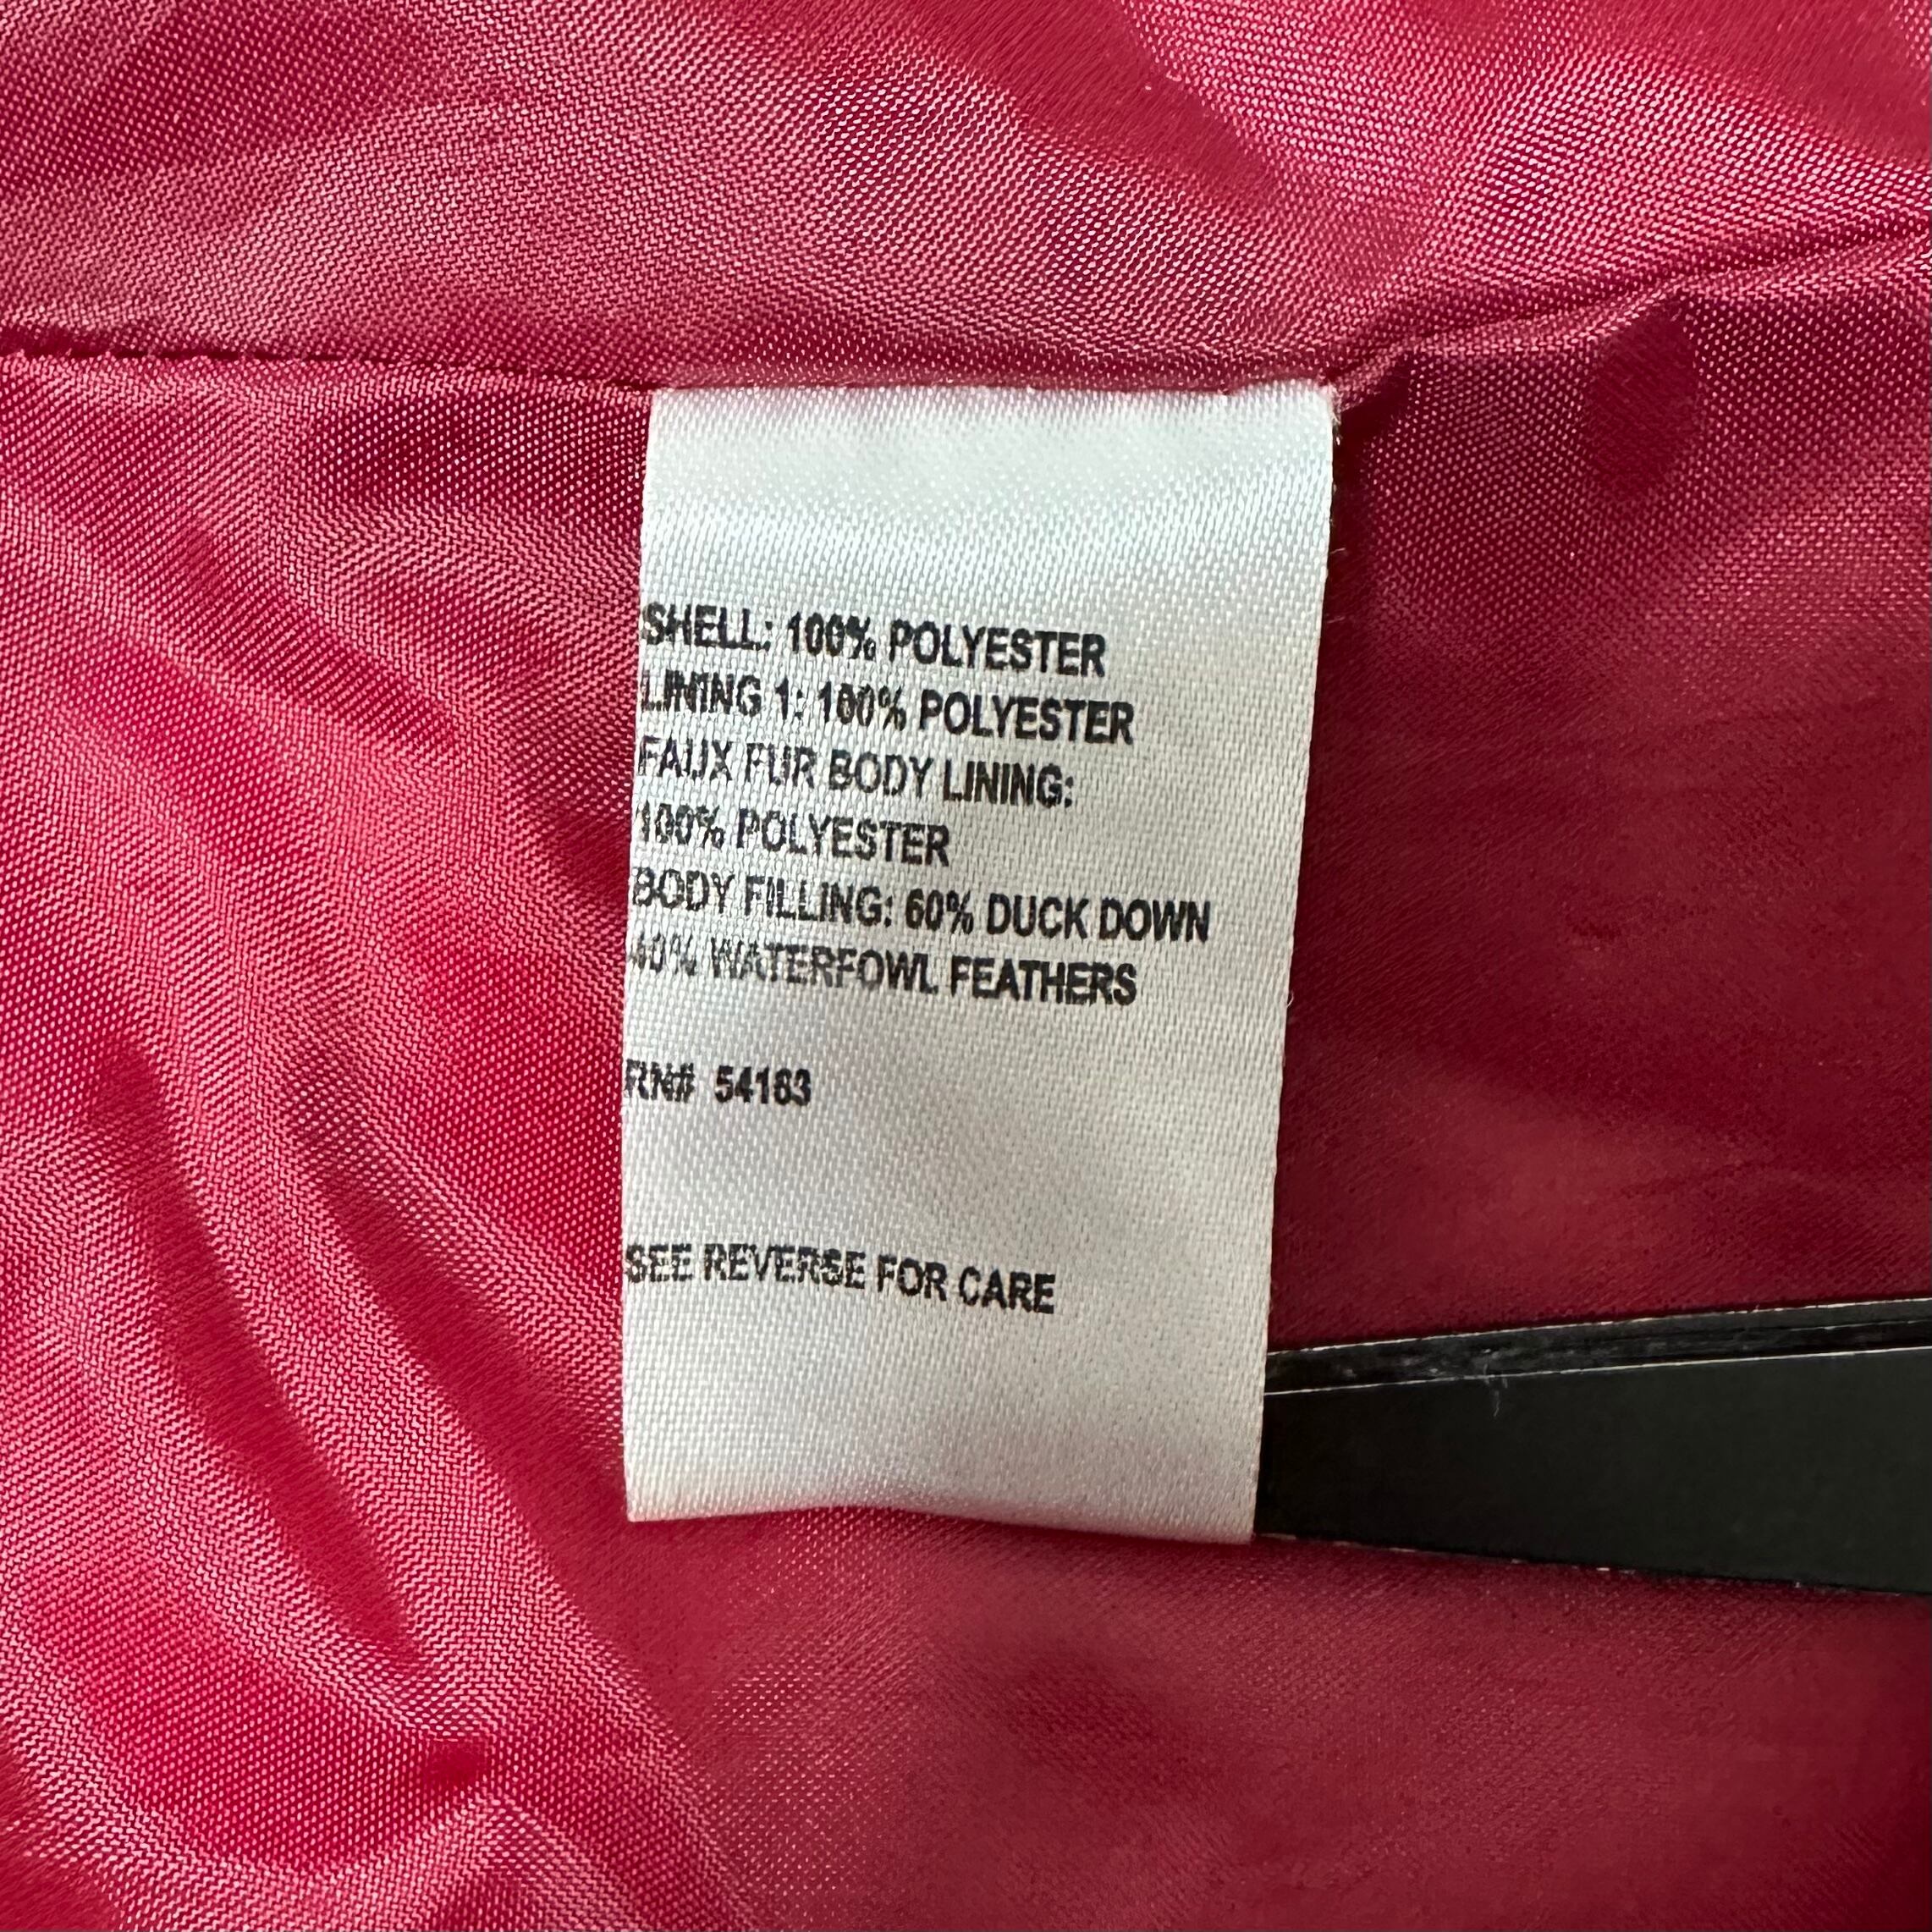 SHELL: 100% POLYESTER
LINING 1: 100% POLYESTER
FAUX FUR BODY LINING:
100% POLYESTER
BODY FILLING: 60% DUCK DOWN
40% WATERFOWL FEATHERS
RN# 54163
SEE REVERSE FOR CARE